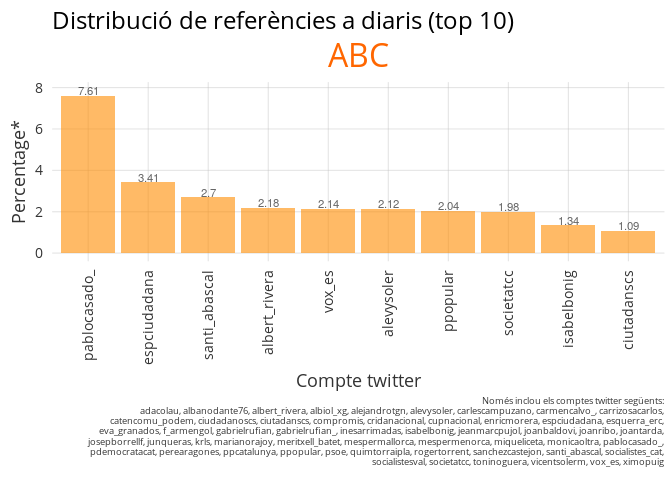 Distribució de referències a diaris (top 10)
ABC
Percentage*
8
6
4
2
0
7.61
3.41
2.7
2.18
2.14
2.12
2.04
1.98
1.34
1.09
pablocasado_
espciudadana
santi_abascal
albert_rivera
vox_es
alevysoler
ppopular
societatcc
isabelbonig
ciutadanscs
Compte twitter
Només inclou els comptes twitter següents:
adacolau, albanodante76, albert_rivera, albiol_xg, alejandrotgn, alevysoler, carlescampuzano, carmencalvo_, carrizosacarlos,
catencomu_podem, ciudadanoscs, ciutadanscs, compromis, cridanacional, cupnacional, enricmorera, espciudadana, esquerra_erc,
eva_granados, f_armengol, gabrielrufian, gabrielrufian_, inesarrimadas, isabelbonig, jeanmarcpujol, joanbaldovi, joanribo, joantarda,
josepborrellf, junqueras, krls, marianorajoy, meritxell_batet, mespermallorca, mespermenorca, miqueliceta, monicaoltra, pablocasado_,
pdemocratacat, perearagones, ppcatalunya, ppopular, psoe, quimtorraipla, rogertorrent, sanchezcastejon, santi_abascal, socialistes_cat,
socialistesval, societatcc, toninoguera, vicentsolerm, vox_es, ximopuig